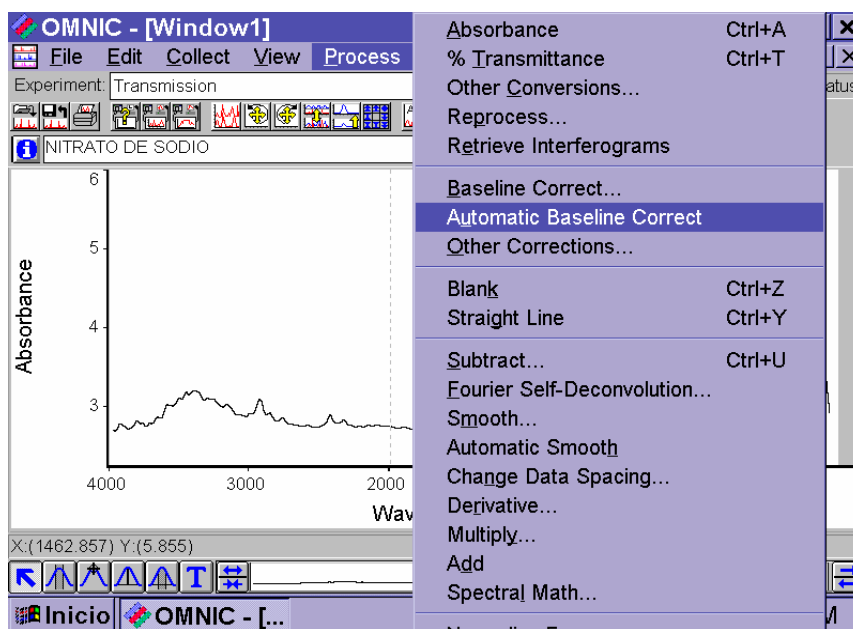 OMNIC - [Window1]
File Edit Collect View Process
Experiment: Transmission
atus
NITRATO DE SODIO
Absorbance Ctrl+A
% Transmittance Ctrl+T
Other Conversions...
Reprocess...
Retrieve Interferograms
Baseline Correct...
Automatic Baseline Correct
Other Corrections...
Blank Ctrl+Z
Straight Line Ctrl+Y
Subtract... Ctrl+U
Fourier Self-Deconvolution...
Smooth...
Automatic Smooth
Change Data Spacing...
Derivative...
Multiply...
Add
Spectral Math...
6
5
4
3
Absorbance
4000 3000 2000
Wav
X:(1462.857) Y:(5.855)
T
Inicio OMNIC - [... M